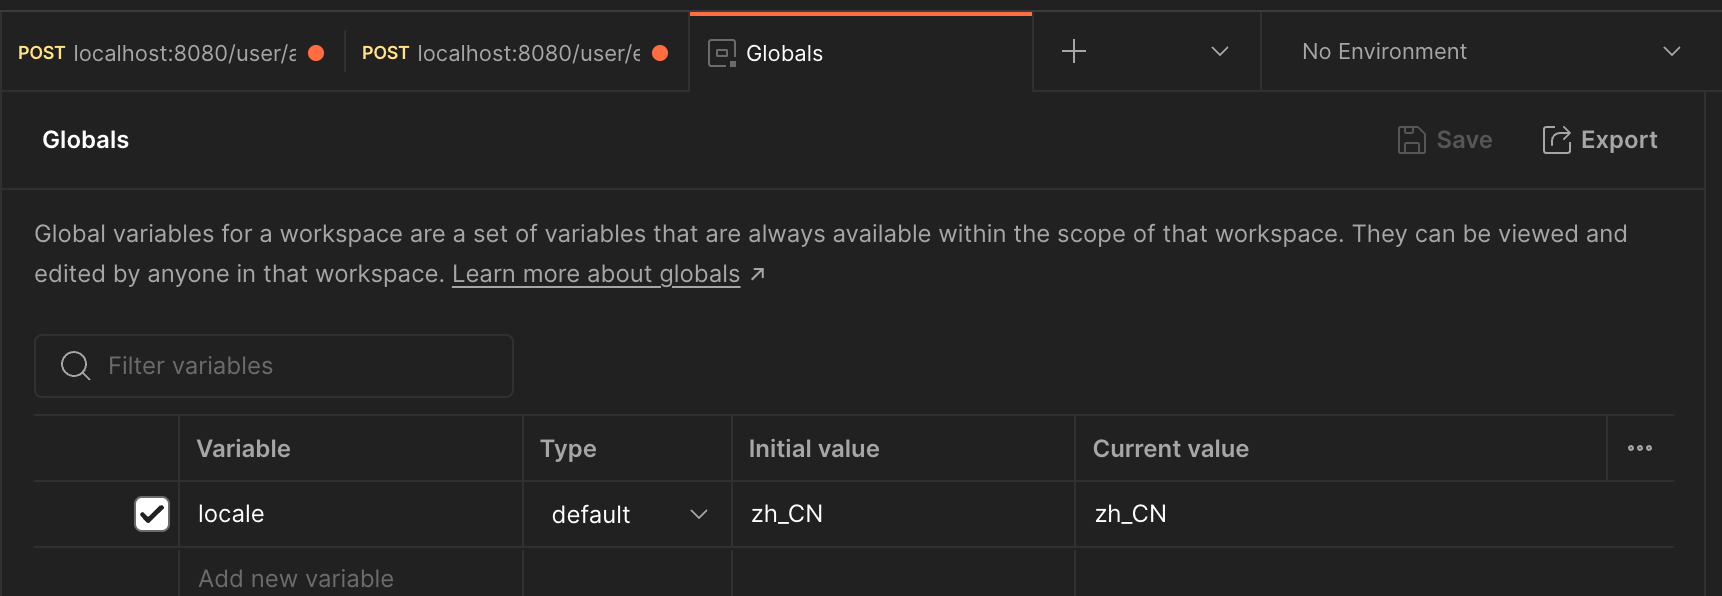 POST localhost:8080/user/a POST localhost:8080/user/e Globals No Environment
Globals Save Export
Global variables for a workspace are a set of variables that are always available within the scope of that workspace. They can be viewed and
edited by anyone in that workspace. Learn more about globals ↗
Filter variables
Variable Type Initial value Current value
locale default zh_CN zh_CN
Add new variable